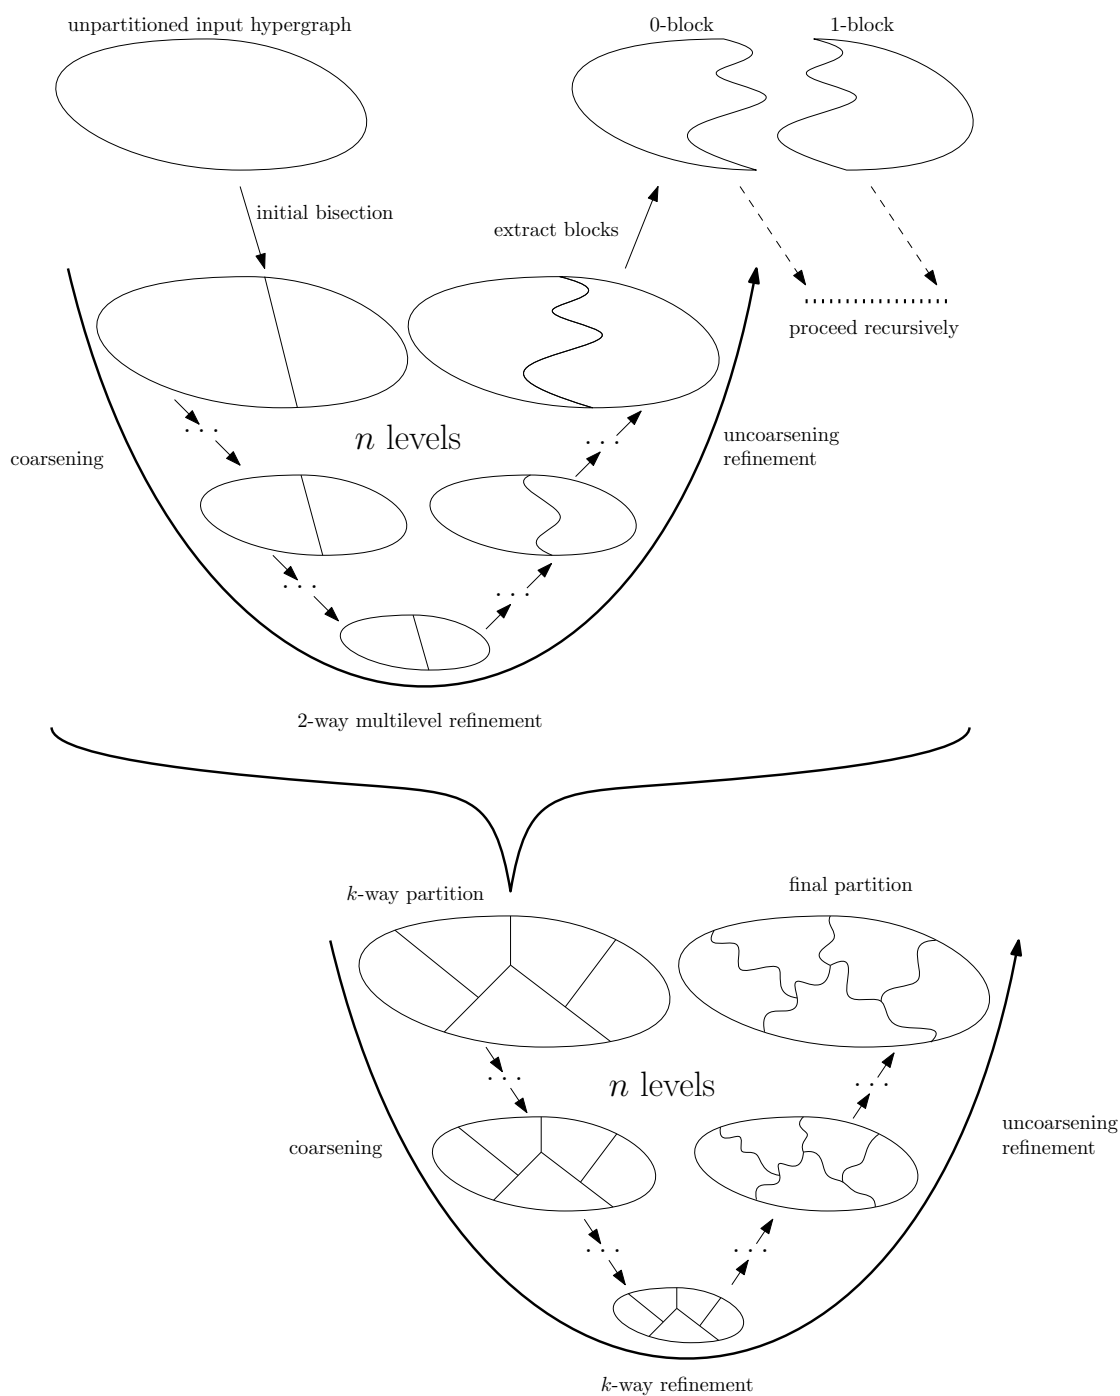 unpartitioned input hypergraph
0-block
1-block
initial bisection
extract blocks
proceed recursively
n levels
coarsening
uncoarsening
refinement
2-way multilevel refinement
k-way partition
final partition
n levels
coarsening
uncoarsening
refinement
k-way refinement